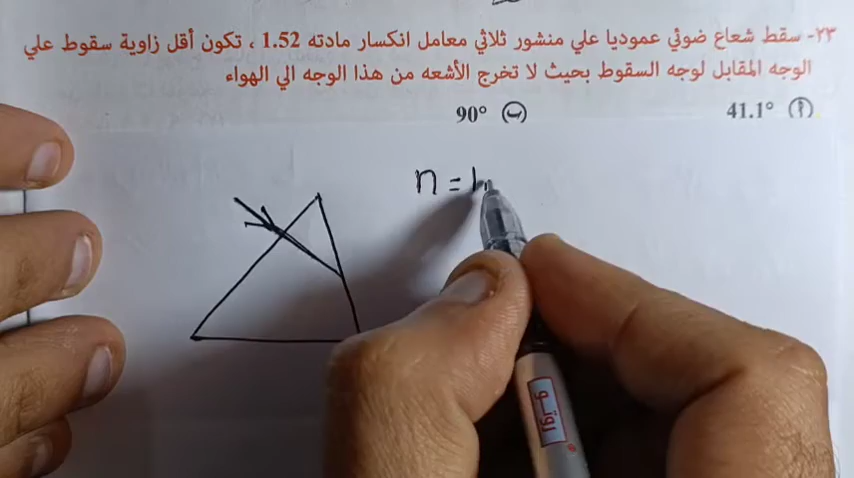 ٢٣- سقط شعاع ضوئي عموديا علي منشور ثلاثي معامل انكسار مادته 1.52 ، تكون أقل زاوية سقوط علي
الوجه المقابل لوجه السقوط بحيث لا تخرج الأشعه من هذا الوجه الي الهواء
أ 41.1° ب 90°
n = 1.
روتو